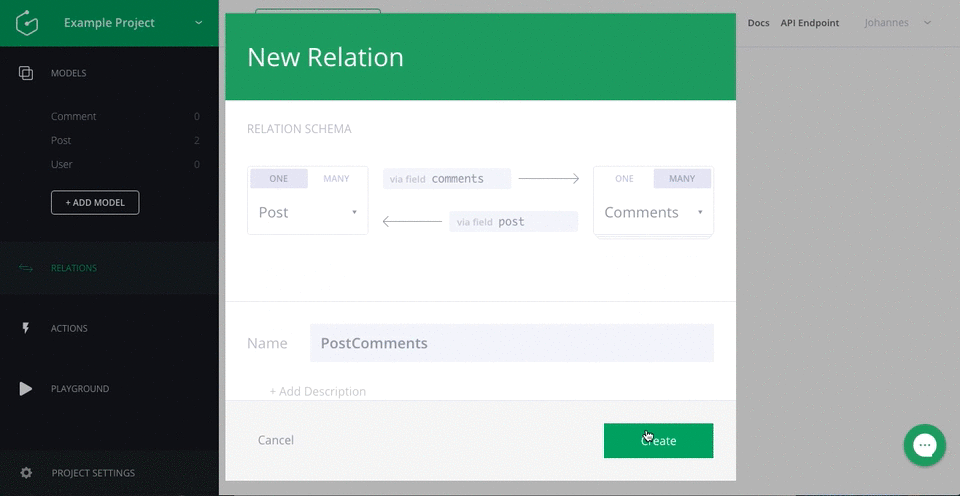 Example Project
MODELS
Comment 0
Post 2
User 0
+ ADD MODEL
RELATIONS
ACTIONS
PLAYGROUND
PROJECT SETTINGS
Docs API Endpoint Johannes
New Relation
RELATION SCHEMA
ONE MANY
Post
via field comments
via field post
ONE MANY
Comments
Name PostComments
+ Add Description
Cancel
Create